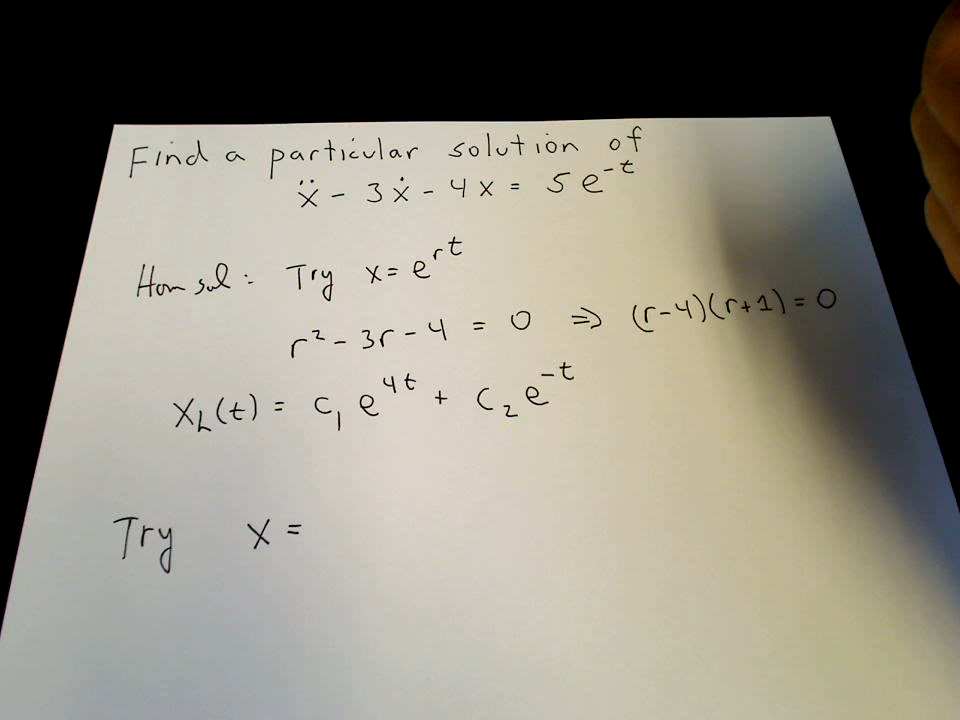 Find a particular solution of
ẍ - 3ẋ - 4x = 5e^{-t}
Hom sol: Try x = e^{rt}
r² - 3r - 4 = 0 ⇒ (r-4)(r+1) = 0
x_h(t) = c₁e^{4t} + c₂e^{-t}
Try x =